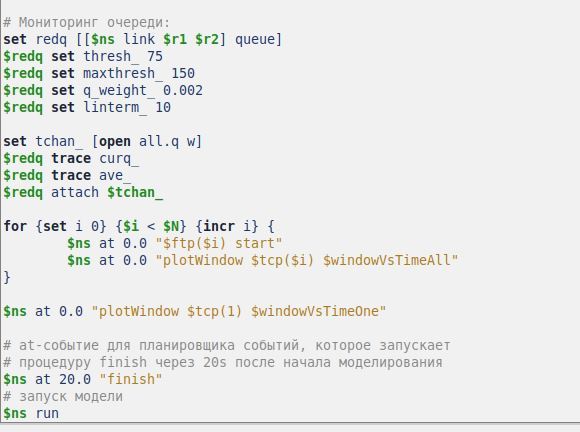 # Мониторинг очереди:
set redq [[$ns link $r1 $r2] queue]
$redq set thresh_ 75
$redq set maxthresh_ 150
$redq set q_weight_ 0.002
$redq set linterm_ 10
set tchan_ [open all.q w]
$redq trace curq_
$redq trace ave_
$redq attach $tchan_
for {set i 0} {$i < $N} {incr i} {
$ns at 0.0 "$ftp($i) start"
$ns at 0.0 "plotWindow $tcp($i) $windowVsTimeAll"
}
$ns at 0.0 "plotWindow $tcp(1) $windowVsTimeOne"
# at-событие для планировщика событий, которое запускает
# процедуру finish через 20s после начала моделирования
$ns at 20.0 "finish"
# запуск модели
$ns run